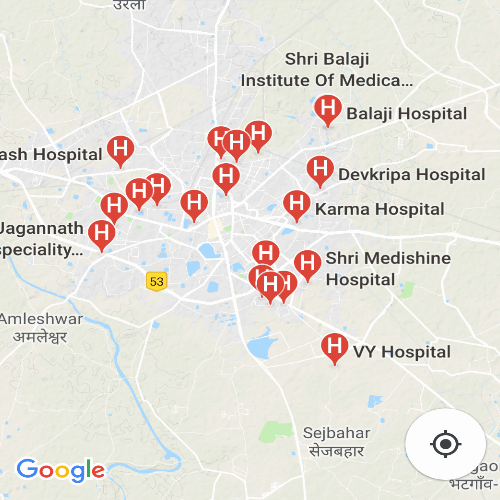 उरला
Shri Balaji
Institute Of Medica...
Balaji Hospital
ash Hospital
Devkripa Hospital
Karma Hospital
Jagannath
speciality...
Shri Medishine
Hospital
53
Amleshwar
अमलेश्वर
VY Hospital
Sejbahar
सेजबहार
Google
भटगाँव-